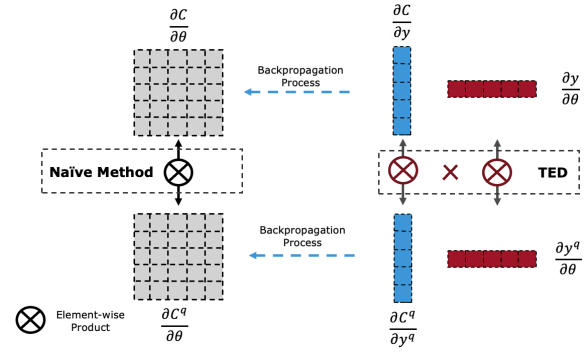 ∂C/∂θ
∂C/∂y
Backpropagation
Process
∂y/∂θ
Naïve Method
× TED
Backpropagation
Process
∂y^q/∂θ
Element-wise
Product
∂C^q/∂θ
∂C^q/∂y^q